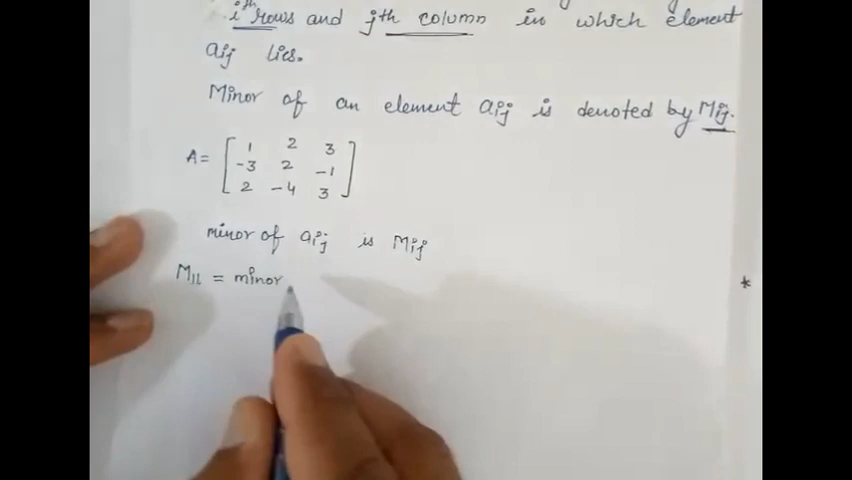 ith rows and jth column in which element
aij lies.
Minor of an element aij is denoted by Mij.
A = [ 1 2 3
-3 2 -1
2 -4 3 ]
minor of aij is Mij
M11 = minor
*